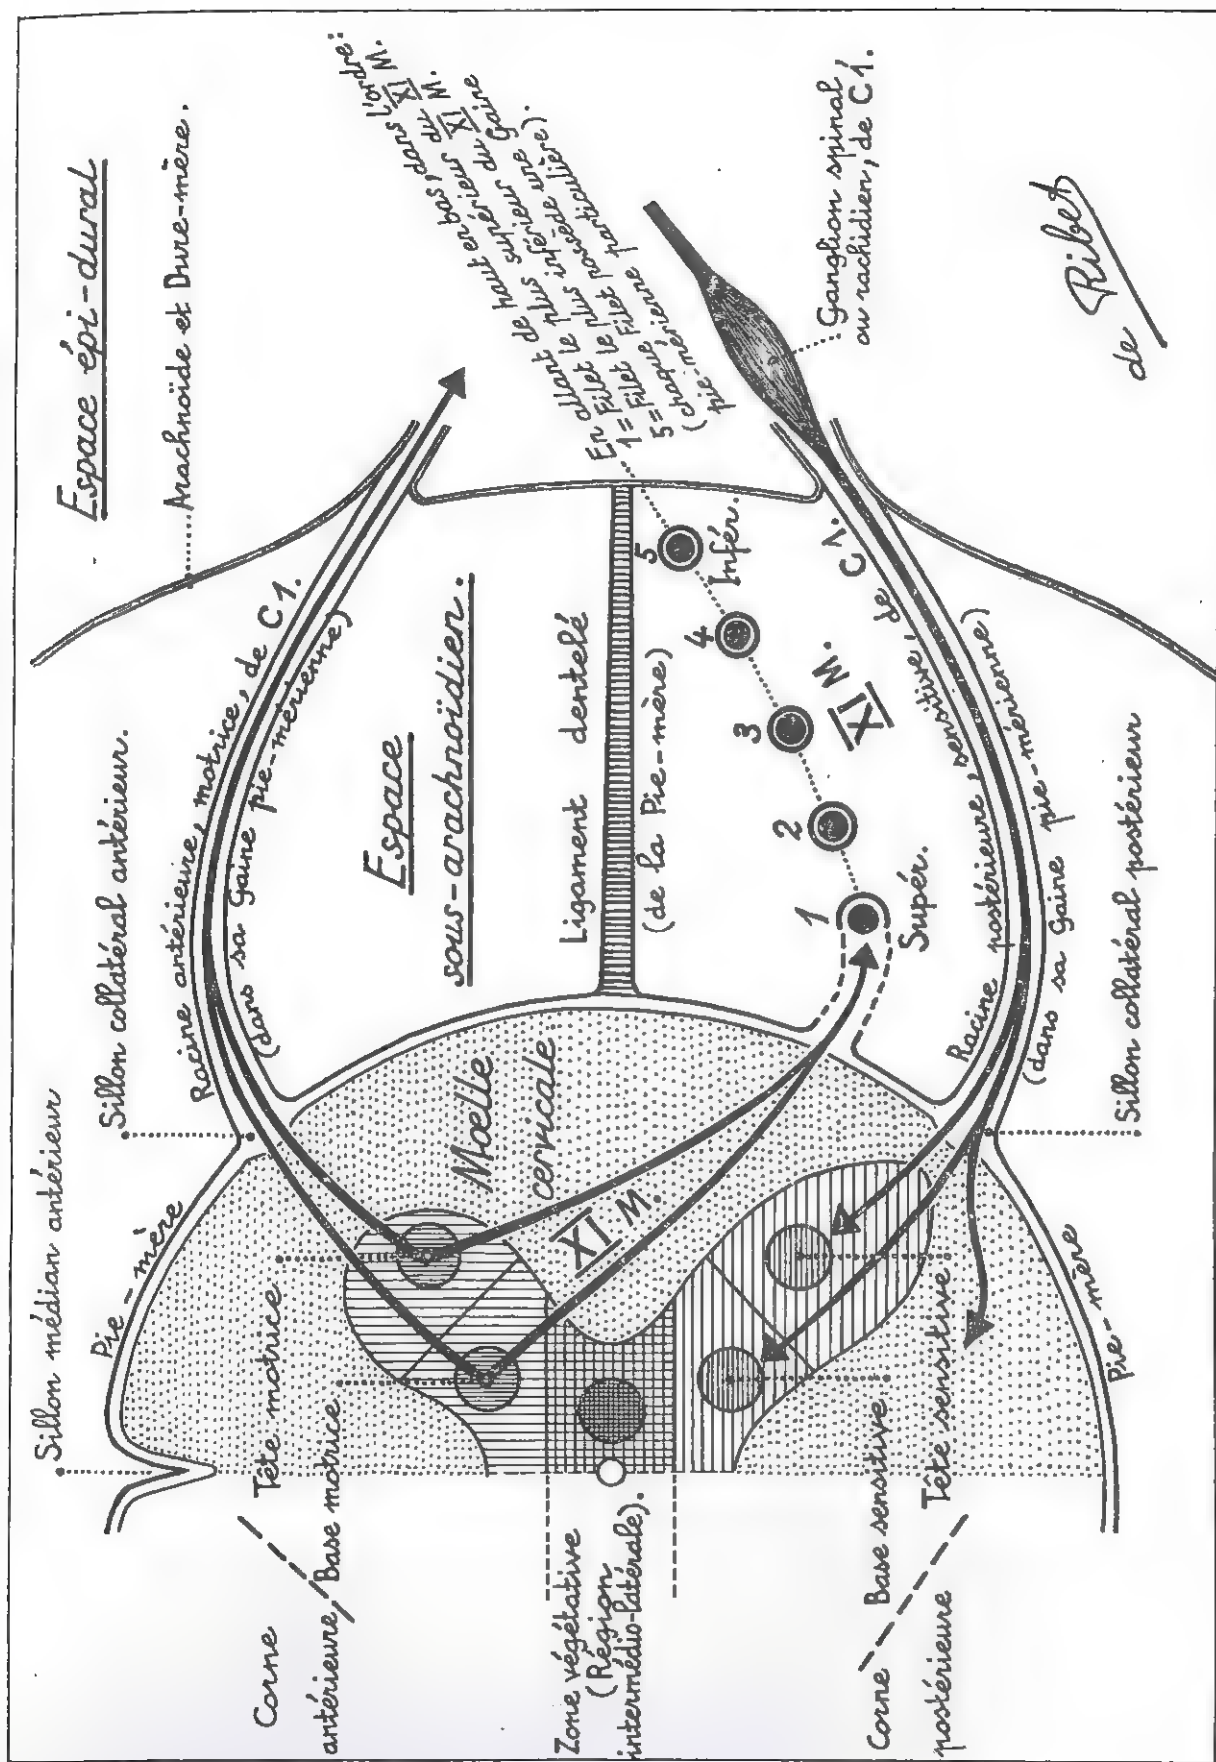 Espace épi-dural
Arachnoïde et Dure-mère.
En allant de haut en bas, dans l'ordre:
1 = Filet le plus supérieur du XI M.
5 = Filet le plus inférieur du XI M.
(chaque Filet possède une Gaine
pie-mérienne particulière).
Ganglion spinal,
ou rachidien, de C1.
de Ribet
Sillon médian antérieur
Sillon collatéral antérieur.
Pie-mère
Racine antérieure, motrice, de C1.
(dans sa Gaine pie-mérienne)
Espace
sous-arachnoïdien.
Ligament dentelé
(de la Pie-mère)
1
2
3
4
5
Supér.
Infér.
XI M.
Moelle
cervicale
XI M.
Racine postérieure, sensitive, de C1.
(dans sa Gaine pie-mérienne)
Sillon collatéral postérieur
Pie-mère
Corne
antérieure
Tête motrice
Base motrice
Zone végétative
(Région
intermédio-latérale).
Corne
postérieure
Base sensitive
Tête sensitive